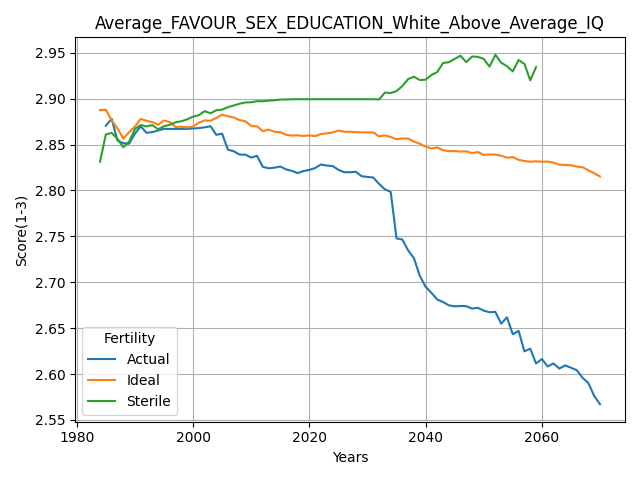 Average_FAVOUR_SEX_EDUCATION_White_Above_Average_IQ
Score(1-3)
2.95
2.90
2.85
2.80
2.75
2.70
2.65
2.60
2.55
Fertility
Actual
Ideal
Sterile
1980
2000
2020
2040
2060
Years